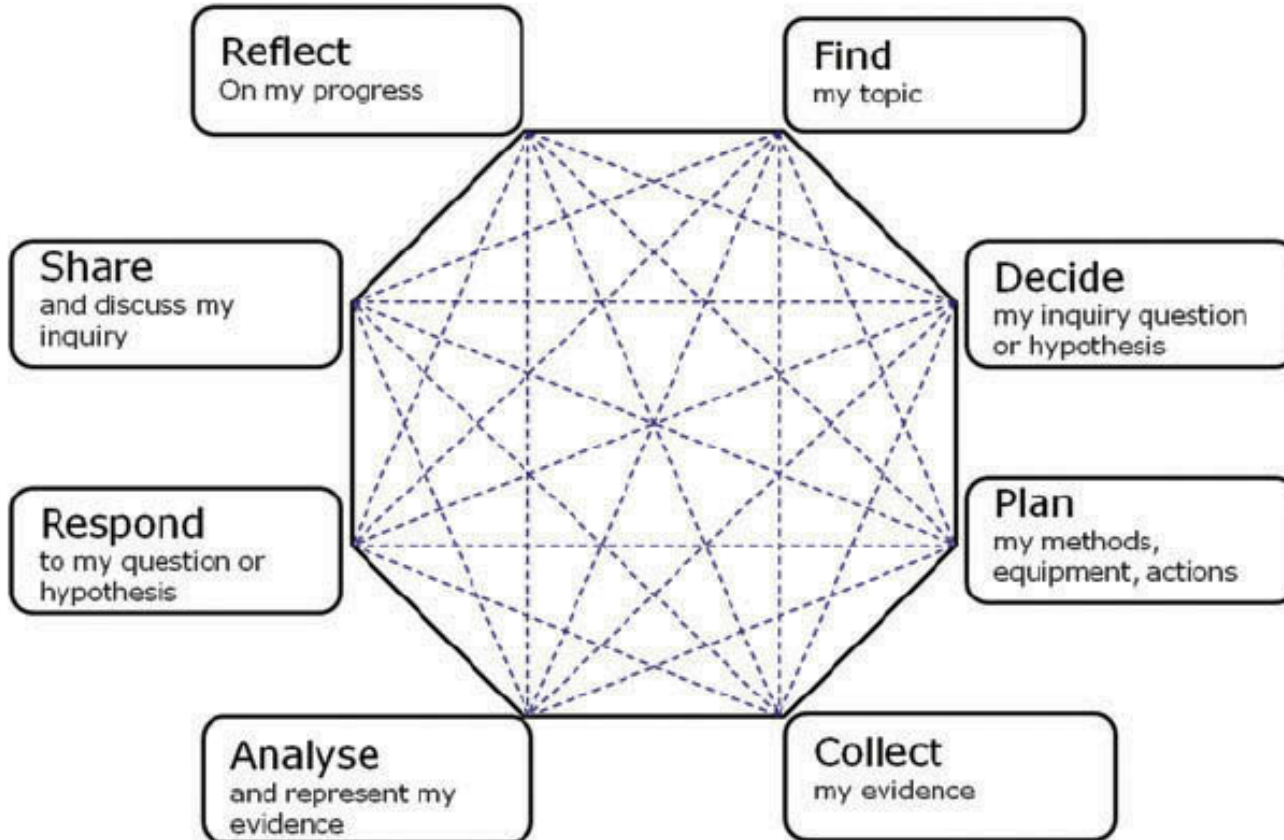 Reflect
On my progress
Find
my topic
Share
and discuss my
inquiry
Decide
my inquiry question
or hypothesis
Respond
to my question or
hypothesis
Plan
my methods,
equipment, actions
Analyse
and represent my
evidence
Collect
my evidence